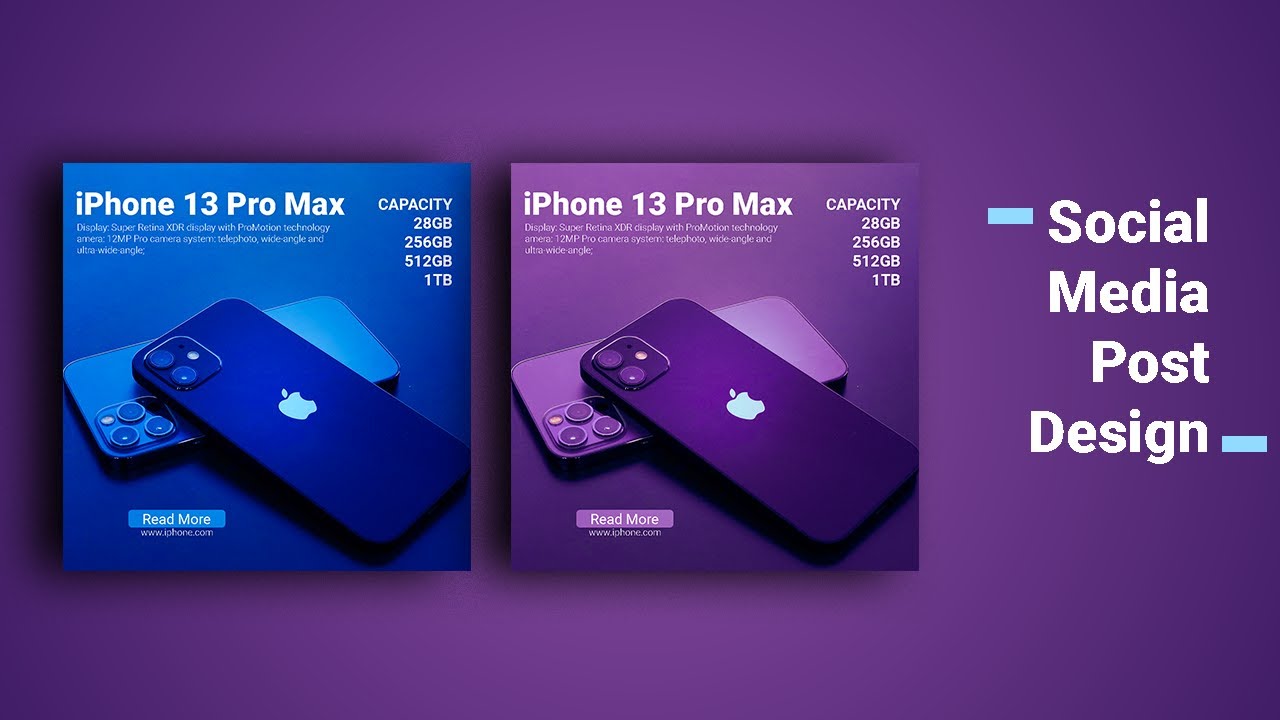 iPhone 13 Pro Max
Display: Super Retina XDR display with ProMotion technology
amera: 12MP Pro camera system: telephoto, wide-angle and
ultra-wide-angle;
CAPACITY
28GB
256GB
512GB
1TB
Read More
www.iphone.com
iPhone 13 Pro Max
Display: Super Retina XDR display with ProMotion technology
amera: 12MP Pro camera system: telephoto, wide-angle and
ultra-wide-angle;
CAPACITY
28GB
256GB
512GB
1TB
Read More
www.iphone.com
Social
Media
Post
Design